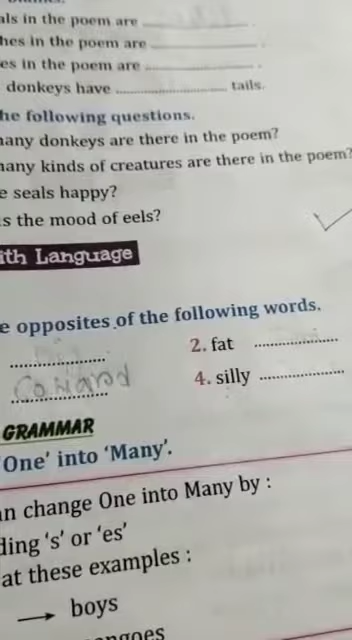 als in the poem are
hes in the poem are
es in the poem are
donkeys have tails.
he following questions.
any donkeys are there in the poem?
any kinds of creatures are there in the poem?
e seals happy?
s the mood of eels?
ith Language
e opposites of the following words.
2. fat
4. silly
GRAMMAR
'One' into 'Many'.
an change One into Many by :
ding 's' or 'es'
at these examples :
→ boys
angoes